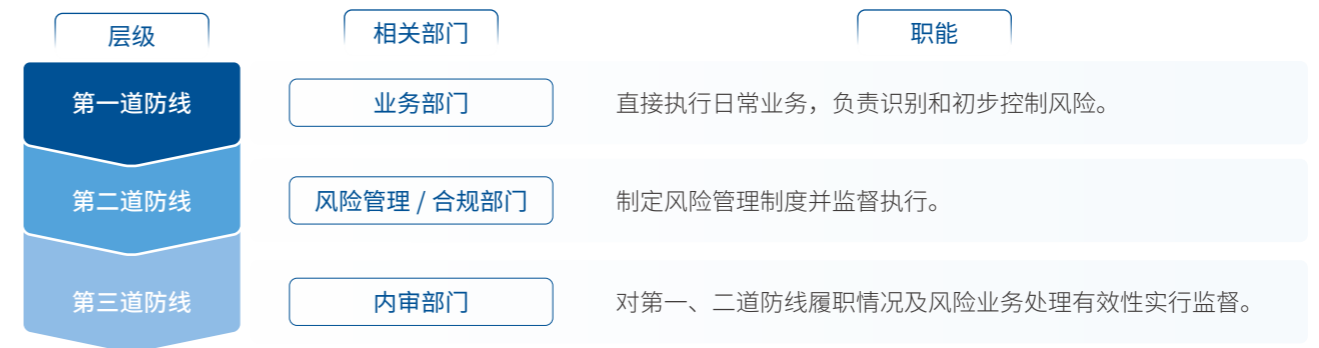 层级 相关部门 职能
第一道防线 业务部门 直接执行日常业务，负责识别和初步控制风险。
第二道防线 风险管理 / 合规部门 制定风险管理制度并监督执行。
第三道防线 内审部门 对第一、二道防线履职情况及风险业务处理有效性实行监督。